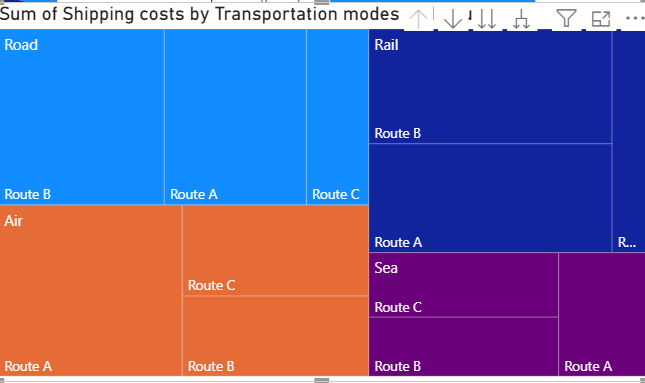 Sum of Shipping costs by Transportation modes
Road
Route B
Route A
Route C
Rail
Route B
Route A
R...
Air
Route A
Route C
Route B
Sea
Route C
Route B
Route A